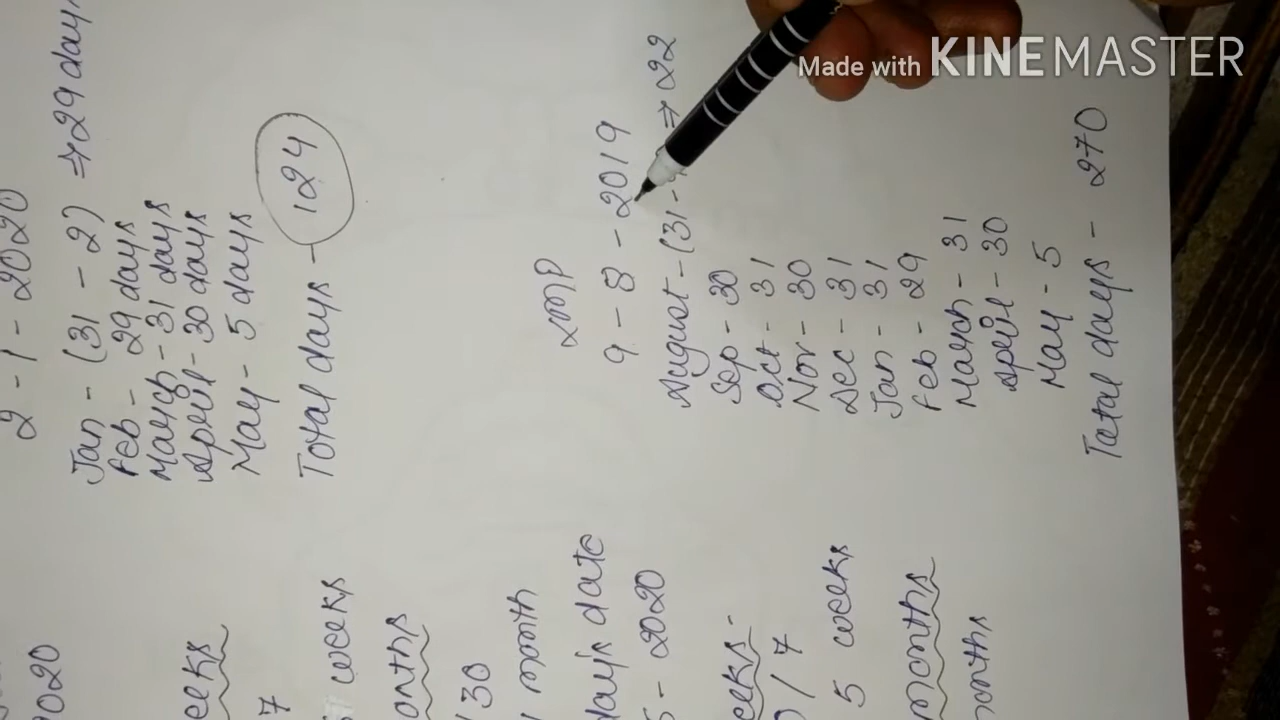 Made with KINEMASTER
2 - 1 - 2020
Jan - (31 - 2) ⇒ 29 days
Feb - 29 days
March - 31 days
April - 30 days
May - 5 days
Total days - 124
LMP
9 - 8 - 2019
August - (31 - ⇒ 22
Sep - 30
Oct - 31
Nov - 30
Dec - 31
Jan - 31
Feb - 29
March - 31
April - 30
May - 5
Total days - 270
2020
eeks
7
weeks
onths
30
month
day's date
5 - 2020
eeks -
/ 7
5 weeks
months
onths